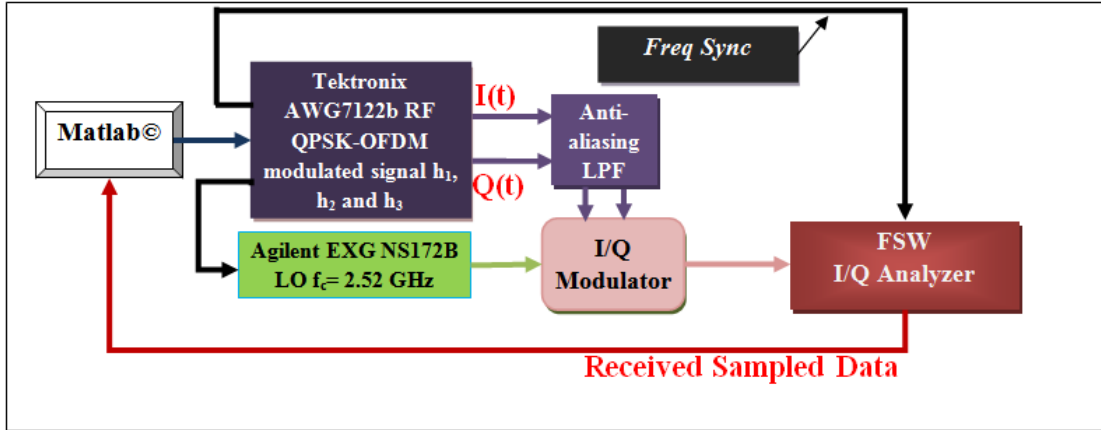 Freq Sync
Tektronix
AWG7122b RF
QPSK-OFDM
modulated signal h₁,
h₂ and h₃
I(t)
Q(t)
Anti-
aliasing
LPF
Matlab©
Agilent EXG NS172B
LO f_c= 2.52 GHz
I/Q
Modulator
FSW
I/Q Analyzer
Received Sampled Data